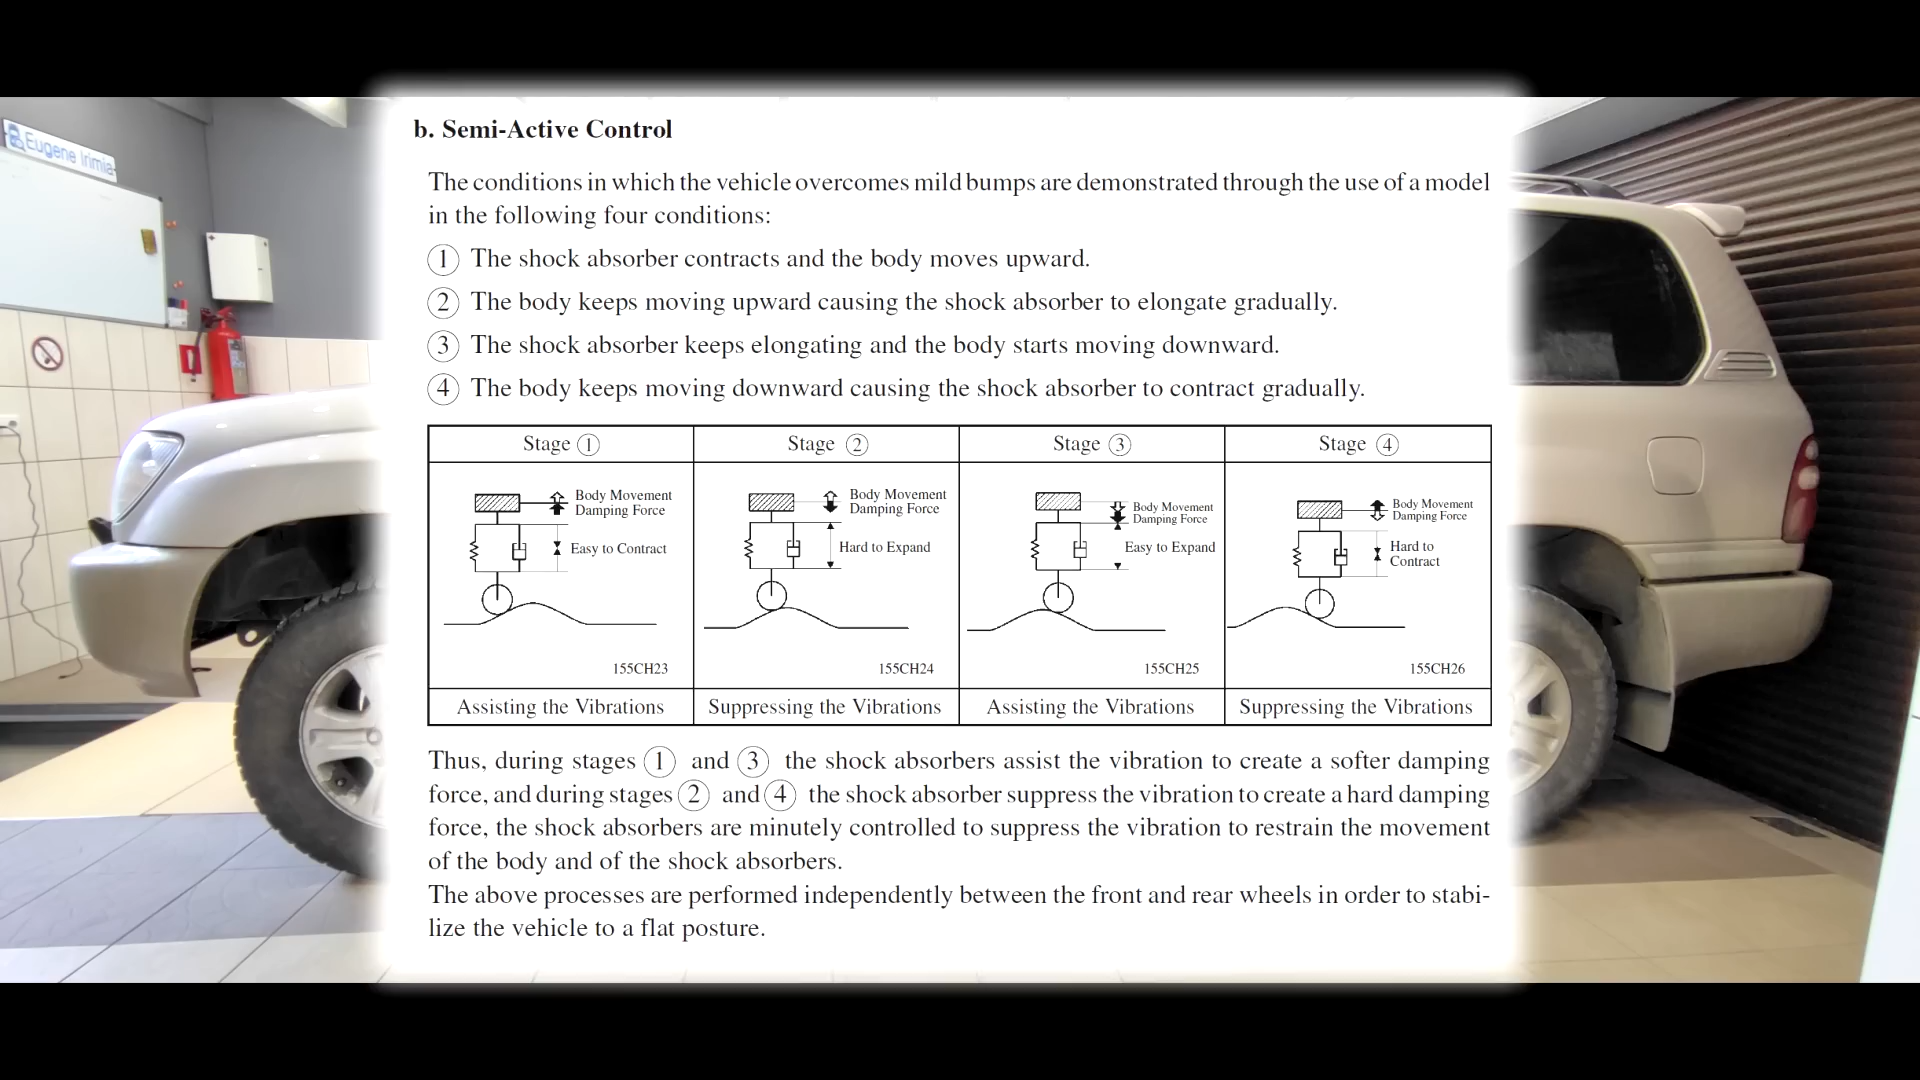 Eugene Irimia
b. Semi-Active Control
The conditions in which the vehicle overcomes mild bumps are demonstrated through the use of a model
in the following four conditions:
① The shock absorber contracts and the body moves upward.
② The body keeps moving upward causing the shock absorber to elongate gradually.
③ The shock absorber keeps elongating and the body starts moving downward.
④ The body keeps moving downward causing the shock absorber to contract gradually.
Stage ①
Stage ②
Stage ③
Stage ④
Body Movement
Damping Force
Easy to Contract
155CH23
Body Movement
Damping Force
Hard to Expand
155CH24
Body Movement
Damping Force
Easy to Expand
155CH25
Body Movement
Damping Force
Hard to
Contract
155CH26
Assisting the Vibrations
Suppressing the Vibrations
Assisting the Vibrations
Suppressing the Vibrations
Thus, during stages ① and ③ the shock absorbers assist the vibration to create a softer damping
force, and during stages ② and ④ the shock absorber suppress the vibration to create a hard damping
force, the shock absorbers are minutely controlled to suppress the vibration to restrain the movement
of the body and of the shock absorbers.
The above processes are performed independently between the front and rear wheels in order to stabi-
lize the vehicle to a flat posture.